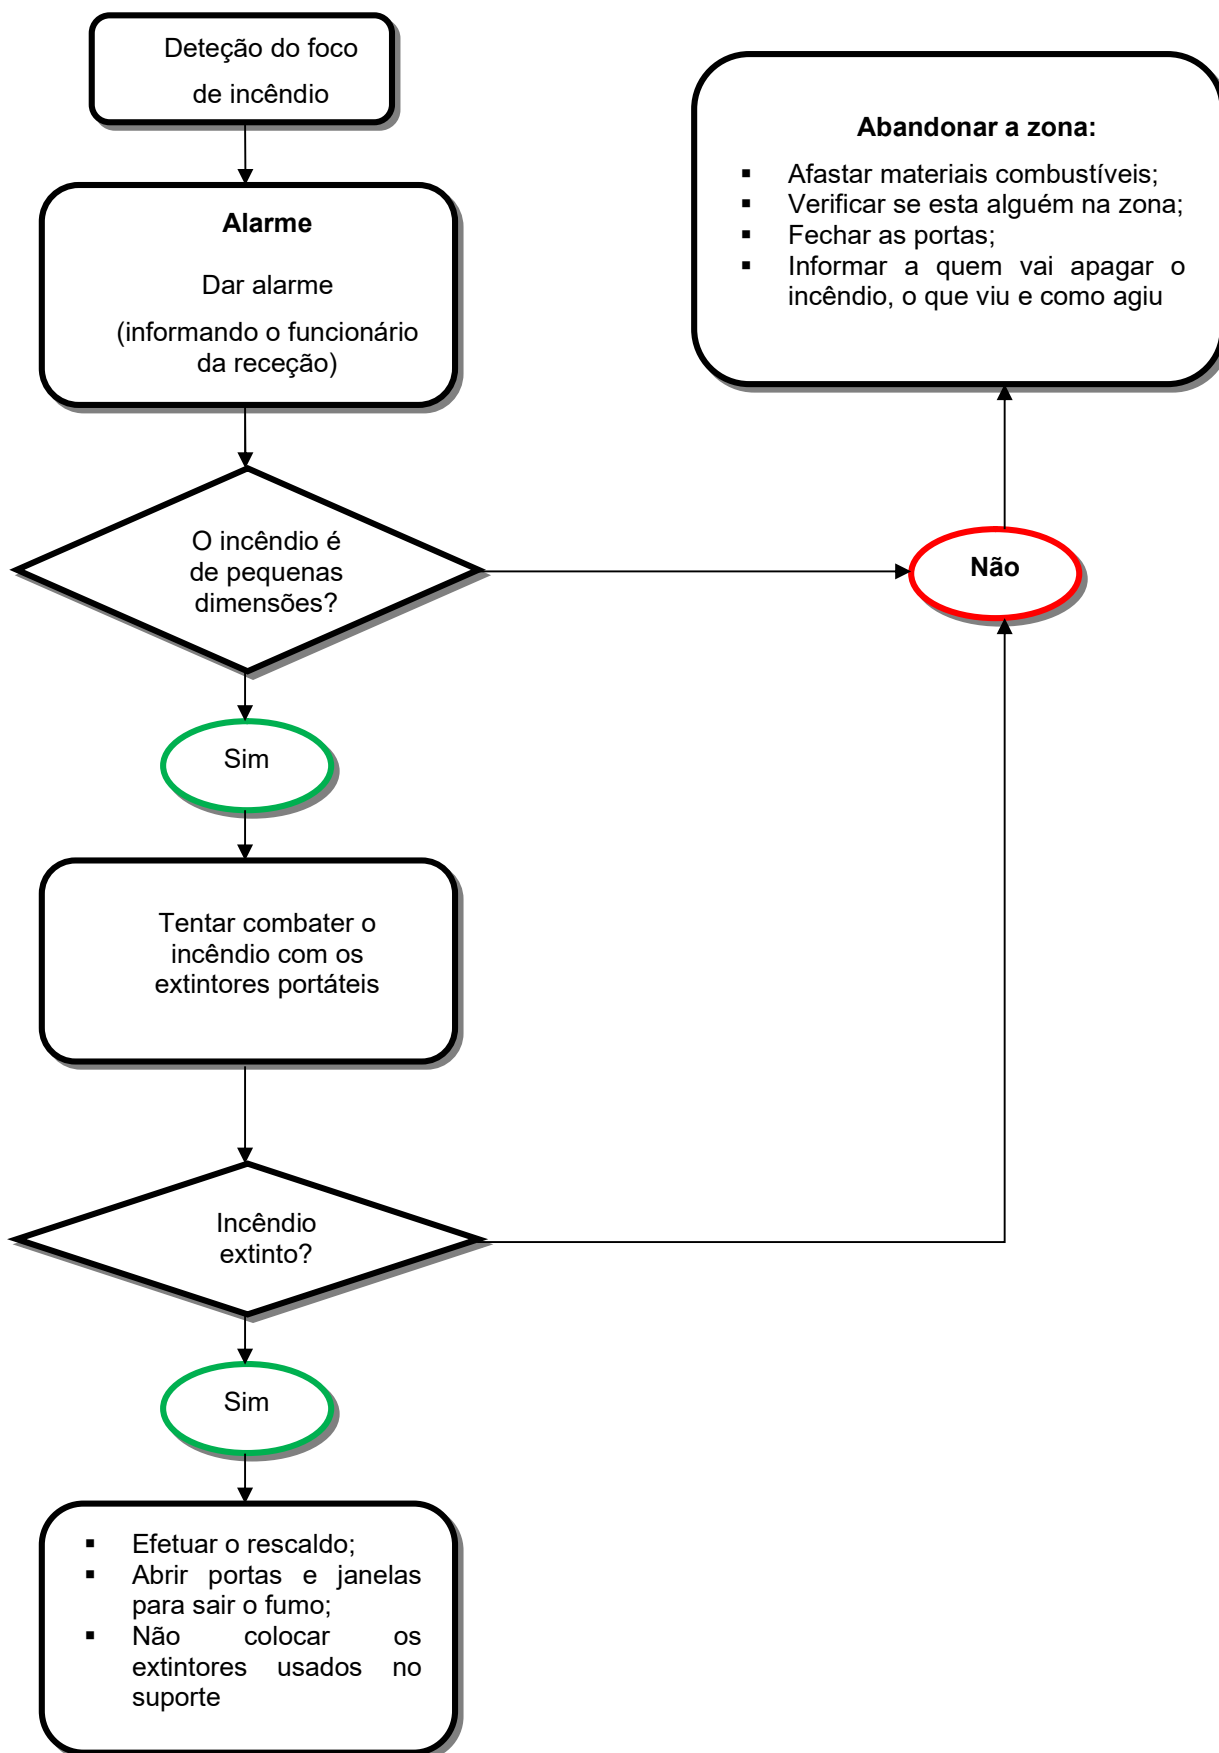 Deteção do foco
de incêndio
Alarme
Dar alarme
(informando o funcionário
da receção)
O incêndio é
de pequenas
dimensões?
Sim
Tentar combater o
incêndio com os
extintores portáteis
Incêndio
extinto?
Sim
▪ Efetuar o rescaldo;
▪ Abrir portas e janelas
para sair o fumo;
▪ Não colocar os
extintores usados no
suporte
Abandonar a zona:
▪ Afastar materiais combustíveis;
▪ Verificar se esta alguém na zona;
▪ Fechar as portas;
▪ Informar a quem vai apagar o
incêndio, o que viu e como agiu
Não